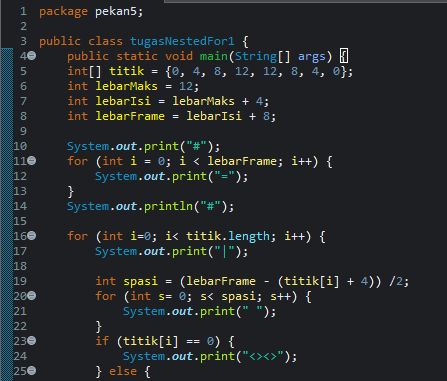 1 package pekan5;
2
3 public class tugasNestedFor1 {
4 public static void main(String[] args) {
5 int[] titik = {0, 4, 8, 12, 12, 8, 4, 0};
6 int lebarMaks = 12;
7 int lebarIsi = lebarMaks + 4;
8 int lebarFrame = lebarIsi + 8;
9
10 System.out.print("#");
11 for (int i = 0; i < lebarFrame; i++) {
12 System.out.print("=");
13 }
14 System.out.println("#");
15
16 for (int i=0; i< titik.length; i++) {
17 System.out.print("|");
18
19 int spasi = (lebarFrame - (titik[i] + 4)) /2;
20 for (int s= 0; s< spasi; s++) {
21 System.out.print(" ");
22 }
23 if (titik[i] == 0) {
24 System.out.print("<><>");
25 } else {